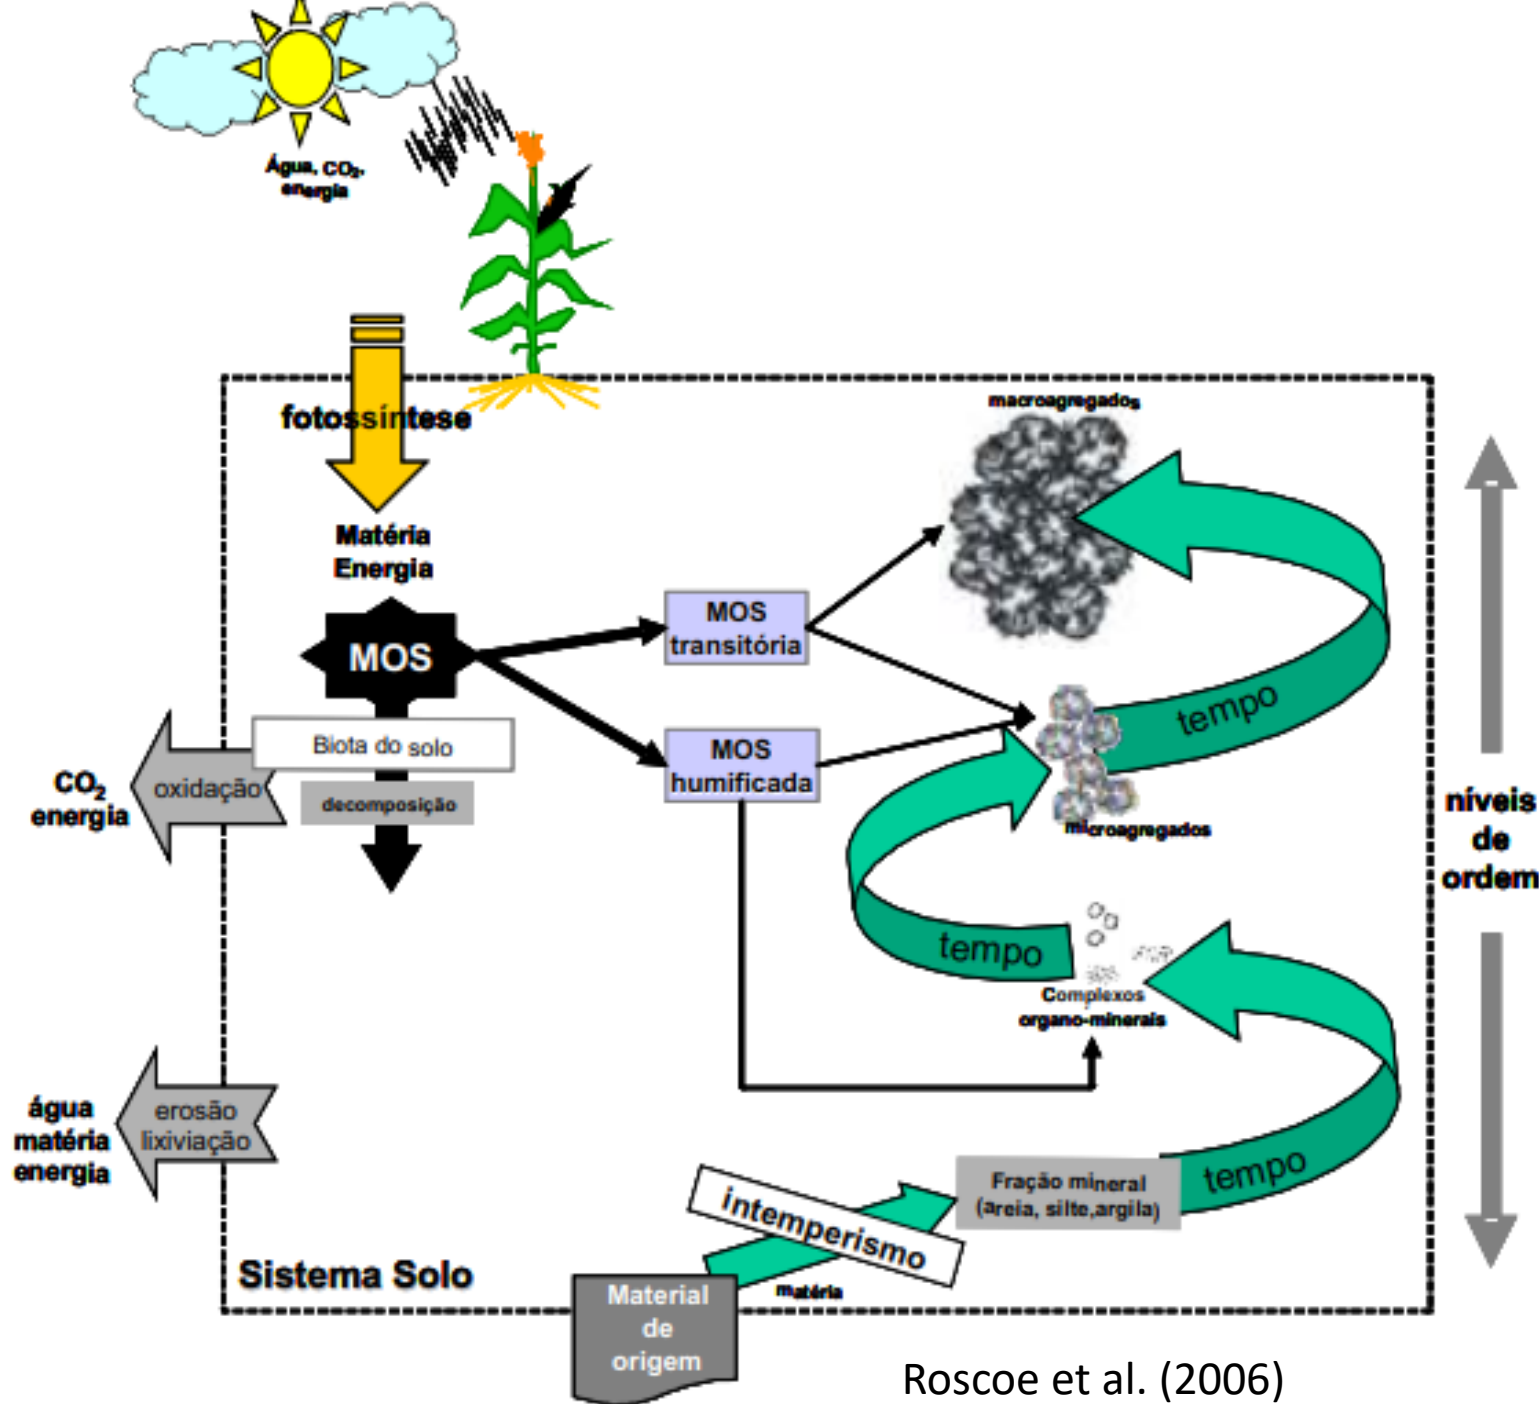 Água, CO₂,
energia
fotossíntese
Matéria
Energia
MOS
Biota do solo
decomposição
oxidação
CO₂
energia
erosão
lixiviação
água
matéria
energia
MOS
transitória
MOS
humificada
macroagregados
tempo
microagregados
tempo
Complexos
organo-minerais
tempo
Fração mineral
(areia, silte,argila)
intemperismo
matéria
Material
de
origem
Sistema Solo
níveis
de
ordem
Roscoe et al. (2006)